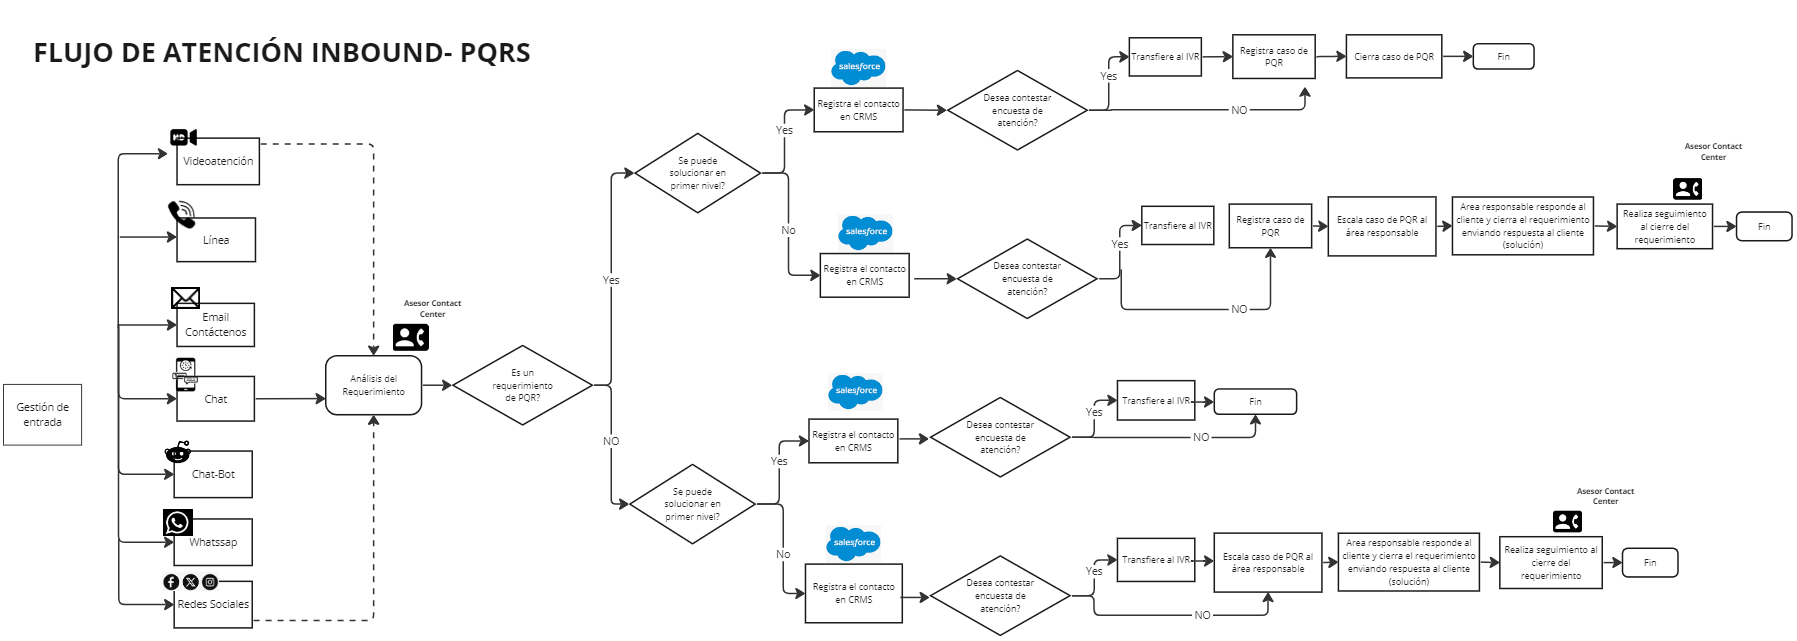 FLUJO DE ATENCIÓN INBOUND- PQRS
Gestión de
entrada
HD
Videoatención
Línea
Email
Contáctenos
Chat
Chat-Bot
Whatssap
Redes Sociales
Asesor Contact
Center
Análisis del
Requerimiento
Es un
requerimiento
de PQR?
Yes
NO
Se puede
solucionar en
primer nivel?
Yes
No
salesforce
Registra el contacto
en CRMS
Desea contestar
encuesta de
atención?
Yes
NO
Transfiere al IVR
Registra caso de
PQR
Cierra caso de PQR
Fin
salesforce
Registra el contacto
en CRMS
Desea contestar
encuesta de
atención?
Yes
NO
Transfiere al IVR
Registra caso de
PQR
Escala caso de PQR al
área responsable
Area responsable responde al
cliente y cierra el requerimiento
enviando respuesta al cliente
(solución)
Asesor Contact
Center
Realiza seguimiento
al cierre del
requerimiento
Fin
Se puede
solucionar en
primer nivel?
Yes
No
salesforce
Registra el contacto
en CRMS
Desea contestar
encuesta de
atención?
Yes
NO
Transfiere al IVR
Fin
salesforce
Registra el contacto
en CRMS
Desea contestar
encuesta de
atención?
Yes
NO
Transfiere al IVR
Escala caso de PQR al
área responsable
Area responsable responde al
cliente y cierra el requerimiento
enviando respuesta al cliente
(solución)
Asesor Contact
Center
Realiza seguimiento al
cierre del
requerimiento
Fin